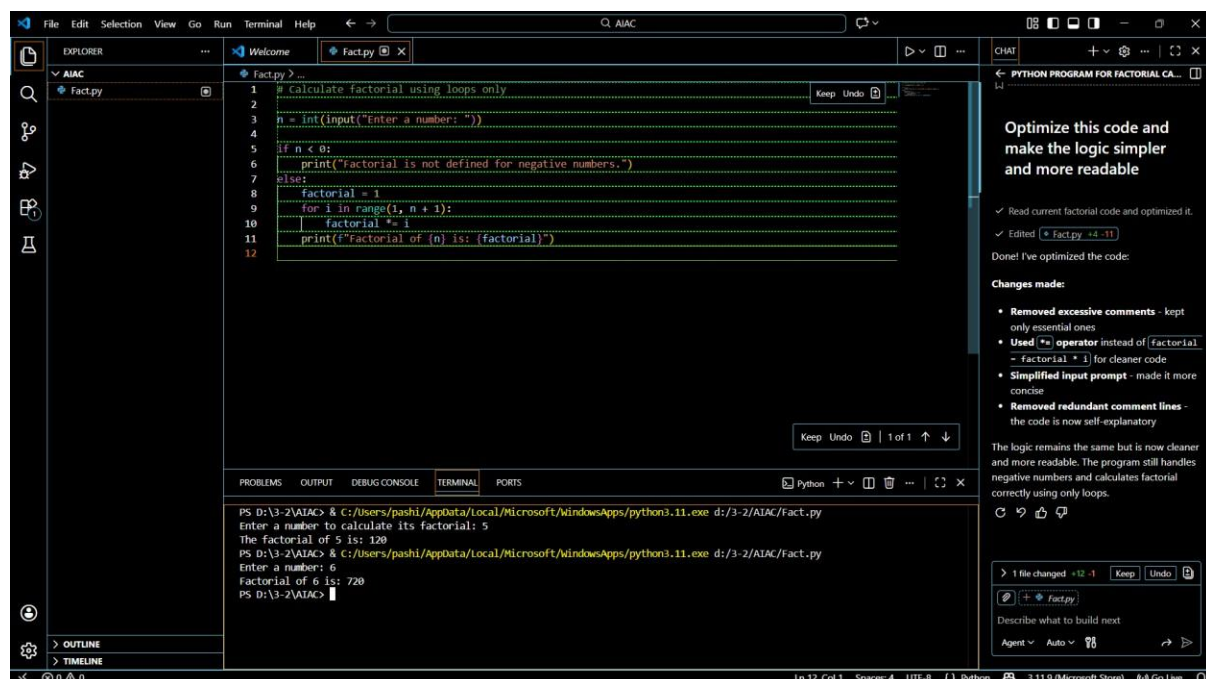 File Edit Selection View Go Run Terminal Help
AIAC
EXPLORER
AIAC
Fact.py
Welcome
Fact.py
Fact.py > ...
1 # Calculate factorial using loops only
2
3 n = int(input("Enter a number: "))
4
5 if n < 0:
6 print("Factorial is not defined for negative numbers.")
7 else:
8 factorial = 1
9 for i in range(1, n + 1):
10 factorial *= i
11 print(f"Factorial of {n} is: {factorial}")
12
Keep Undo
Keep Undo 1 of 1
PROBLEMS OUTPUT DEBUG CONSOLE TERMINAL PORTS
Python
PS D:\3-2\AIAC> & C:/Users/pashi/AppData/Local/Microsoft/WindowsApps/python3.11.exe d:/3-2/AIAC/Fact.py
Enter a number to calculate its factorial: 5
The factorial of 5 is: 120
PS D:\3-2\AIAC> & C:/Users/pashi/AppData/Local/Microsoft/WindowsApps/python3.11.exe d:/3-2/AIAC/Fact.py
Enter a number: 6
Factorial of 6 is: 720
PS D:\3-2\AIAC>
OUTLINE
TIMELINE
CHAT
PYTHON PROGRAM FOR FACTORIAL CA...
Optimize this code and
make the logic simpler
and more readable
Read current factorial code and optimized it.
Edited Fact.py +4 -11
Done! I've optimized the code:
Changes made:
• Removed excessive comments - kept
only essential ones
• Used *= operator instead of factorial
= factorial * i for cleaner code
• Simplified input prompt - made it more
concise
• Removed redundant comment lines -
the code is now self-explanatory
The logic remains the same but is now cleaner
and more readable. The program still handles
negative numbers and calculates factorial
correctly using only loops.
1 file changed +12 -1 Keep Undo
Fact.py
Describe what to build next
Agent Auto
Ln 12, Col 1 Spaces: 4 UTF-8 {} Python 3.11.9 (Microsoft Store) Go Live